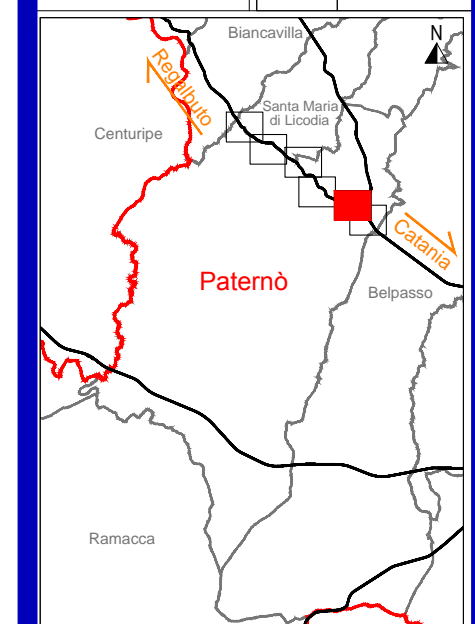 Biancavilla
N
Regalbuto
Santa Maria
di Licodia
Centuripe
Catania
Paternò
Belpasso
Ramacca